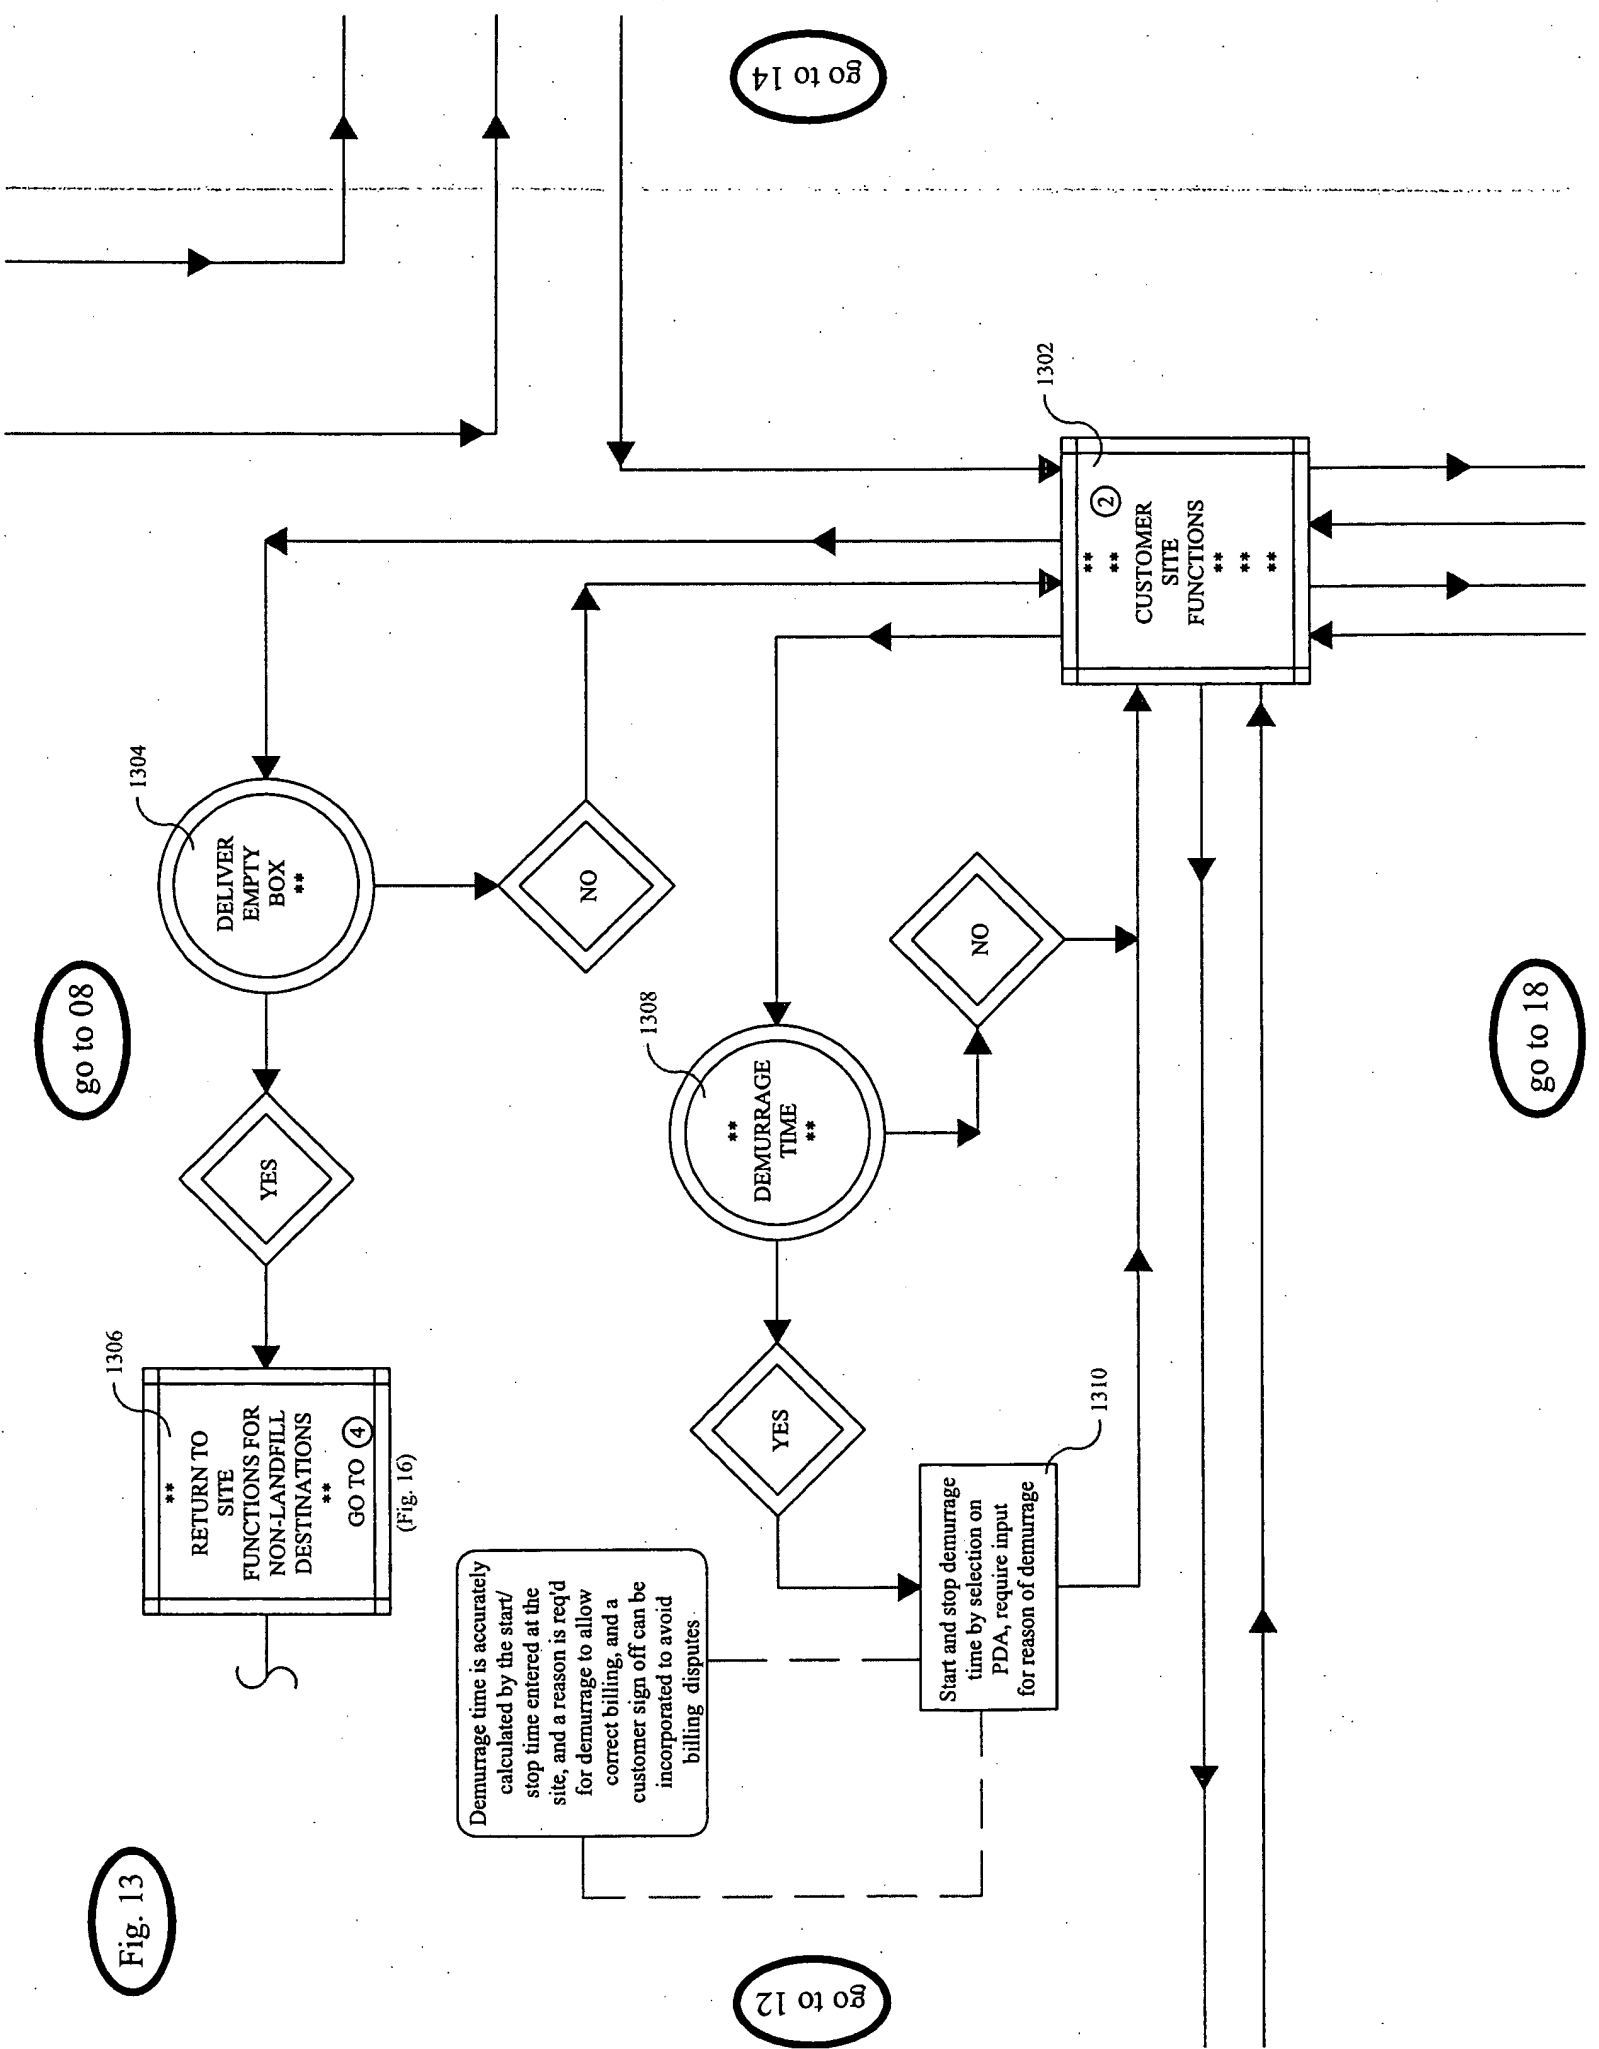 Fig. 13
go to 08
**
RETURN TO
SITE
FUNCTIONS FOR
NON-LANDFILL
DESTINATIONS
**
GO TO 4
(Fig. 16)
1306
YES
DELIVER
EMPTY
BOX
**
1304
NO
Demurrage time is accurately
calculated by the start/
stop time entered at the
site, and a reason is req'd
for demurrage to allow
correct billing, and a
customer sign off can be
incorporated to avoid
billing disputes
YES
**
DEMURRAGE
TIME
**
1308
NO
go to 12
go to 14
Start and stop demurrage
time by selection on
PDA, require input
for reason of demurrage
1310
**
** 2
CUSTOMER
SITE
FUNCTIONS
**
**
**
1302
go to 18